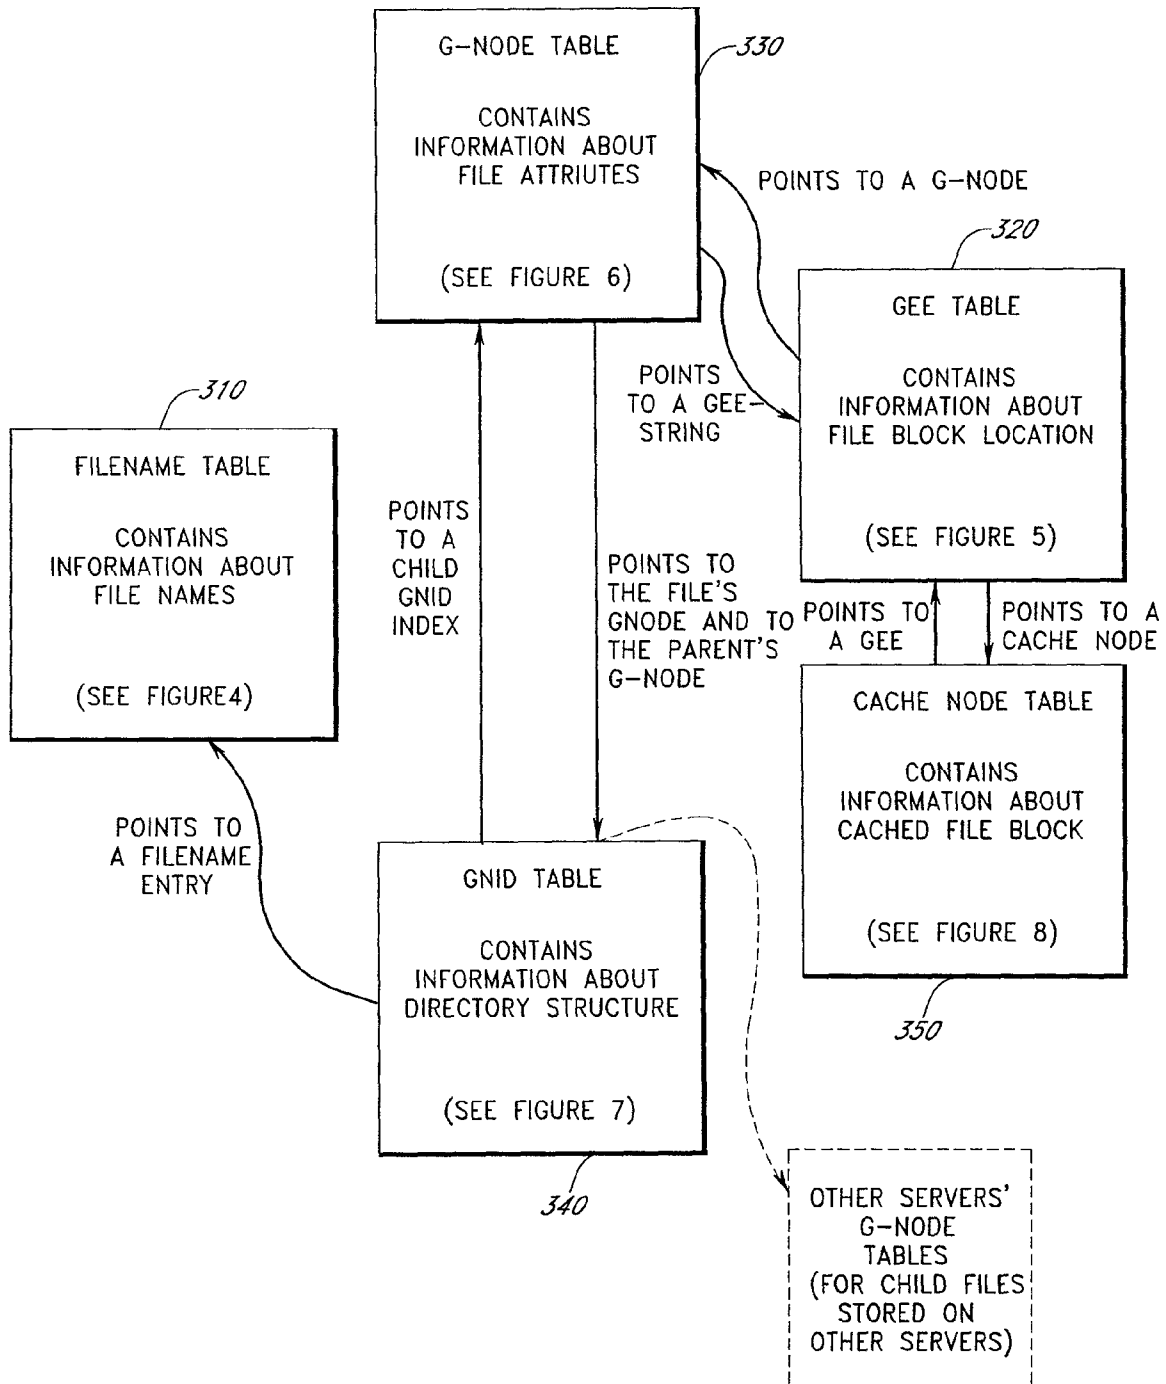 G-NODE TABLE
CONTAINS
INFORMATION ABOUT
FILE ATTRIUTES
(SEE FIGURE 6)
330
POINTS TO A G-NODE
320
GEE TABLE
CONTAINS
INFORMATION ABOUT
FILE BLOCK LOCATION
(SEE FIGURE 5)
POINTS
TO A GEE-
STRING
310
FILENAME TABLE
CONTAINS
INFORMATION ABOUT
FILE NAMES
(SEE FIGURE4)
POINTS
TO A
CHILD
GNID
INDEX
POINTS TO
THE FILE'S
GNODE AND TO
THE PARENT'S
G-NODE
POINTS TO
A GEE
POINTS TO A
CACHE NODE
CACHE NODE TABLE
CONTAINS
INFORMATION ABOUT
CACHED FILE BLOCK
(SEE FIGURE 8)
350
POINTS TO
A FILENAME
ENTRY
GNID TABLE
CONTAINS
INFORMATION ABOUT
DIRECTORY STRUCTURE
(SEE FIGURE 7)
340
OTHER SERVERS'
G-NODE
TABLES
(FOR CHILD FILES
STORED ON
OTHER SERVERS)